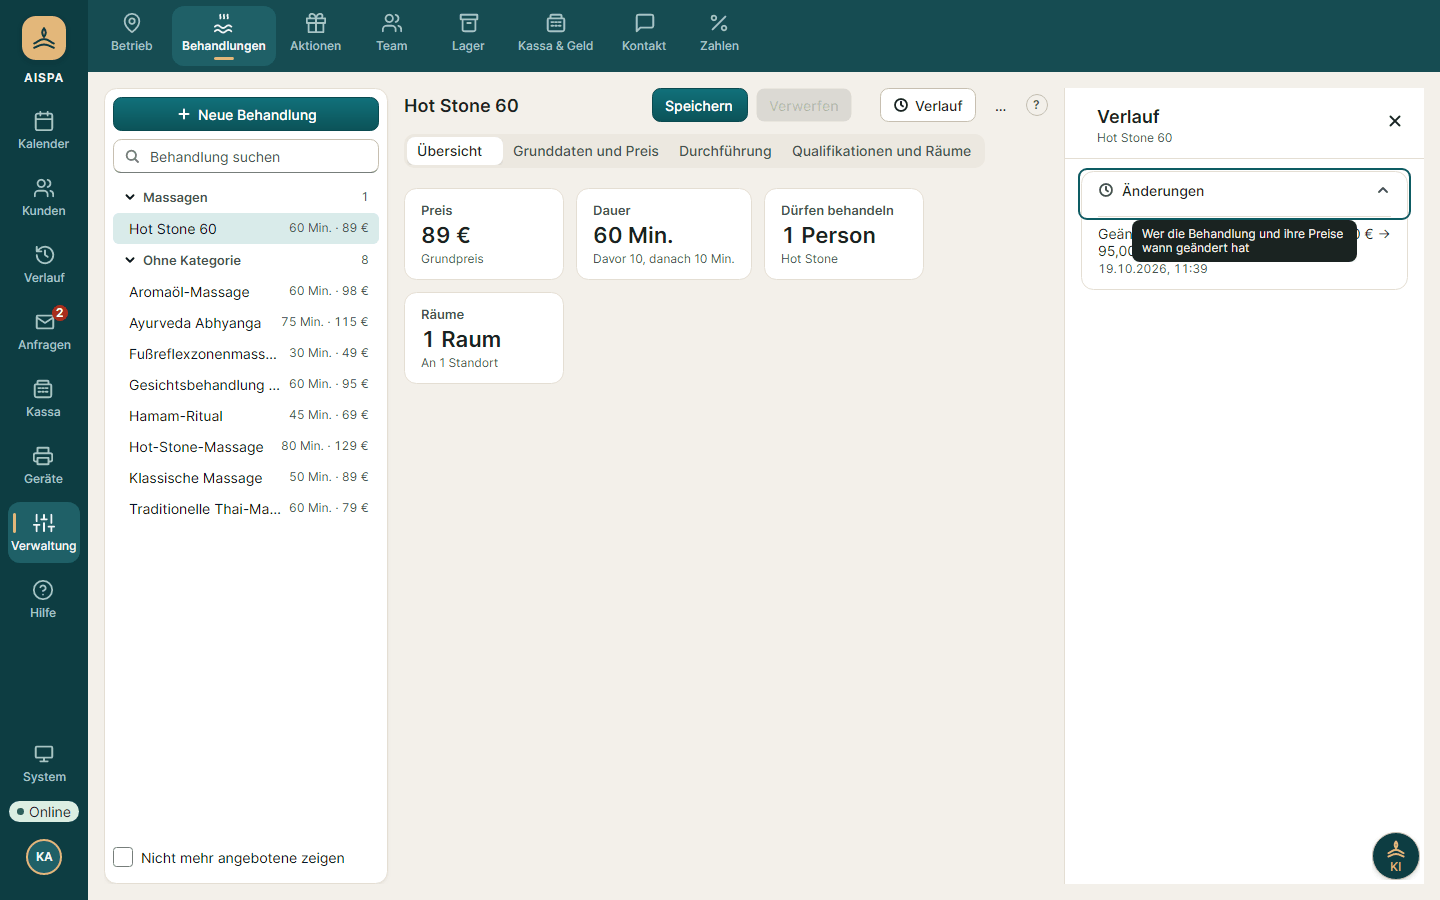 AISPA
Kalender
Kunden
Verlauf
Anfragen
2
Kassa
Geräte
Verwaltung
Hilfe
System
Online
KA
Betrieb
Behandlungen
Aktionen
Team
Lager
Kassa & Geld
Kontakt
Zahlen
+ Neue Behandlung
Behandlung suchen
Massagen 1
Hot Stone 60 60 Min. · 89 €
Ohne Kategorie 8
Aromaöl-Massage 60 Min. · 98 €
Ayurveda Abhyanga 75 Min. · 115 €
Fußreflexzonenmass... 30 Min. · 49 €
Gesichtsbehandlung ... 60 Min. · 95 €
Hamam-Ritual 45 Min. · 69 €
Hot-Stone-Massage 80 Min. · 129 €
Klassische Massage 50 Min. · 89 €
Traditionelle Thai-Ma... 60 Min. · 79 €
Nicht mehr angebotene zeigen
Hot Stone 60
Speichern
Verwerfen
Verlauf
...
?
Übersicht
Grunddaten und Preis
Durchführung
Qualifikationen und Räume
Preis
89 €
Grundpreis
Dauer
60 Min.
Davor 10, danach 10 Min.
Dürfen behandeln
1 Person
Hot Stone
Räume
1 Raum
An 1 Standort
Verlauf
Hot Stone 60
Änderungen
Wer die Behandlung und ihre Preise
wann geändert hat
€ →
19.10.2026, 11:39
KI